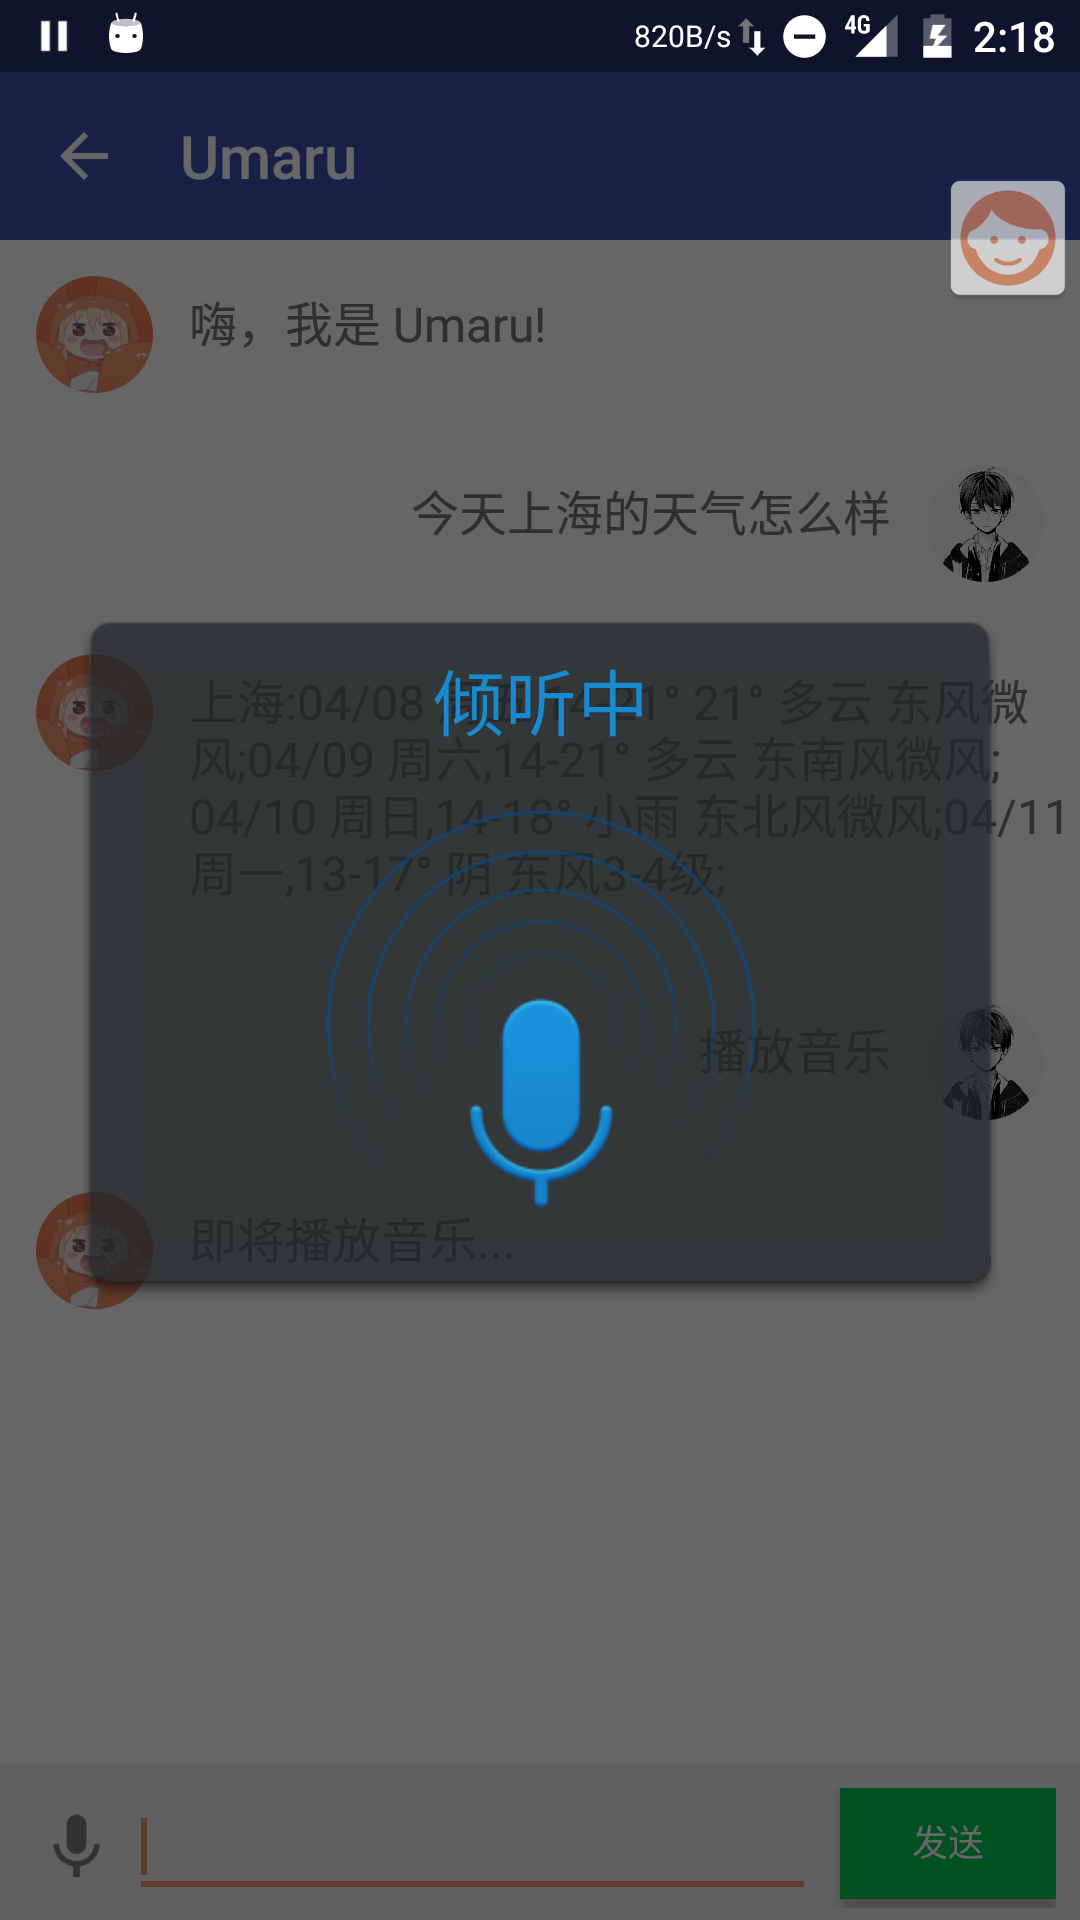 820B/s 4G 2:18
Umaru
嗨，我是 Umaru!
今天上海的天气怎么样
倾听中
上海:04/08 21° 21° 多云 东风微
风;04/09 周六,14-21° 多云 东南风微风;
04/10 周日,14-18° 小雨 东北风微风;04/11
周一,13-17° 阴 东风3-4级;
播放音乐
即将播放音乐...
发送